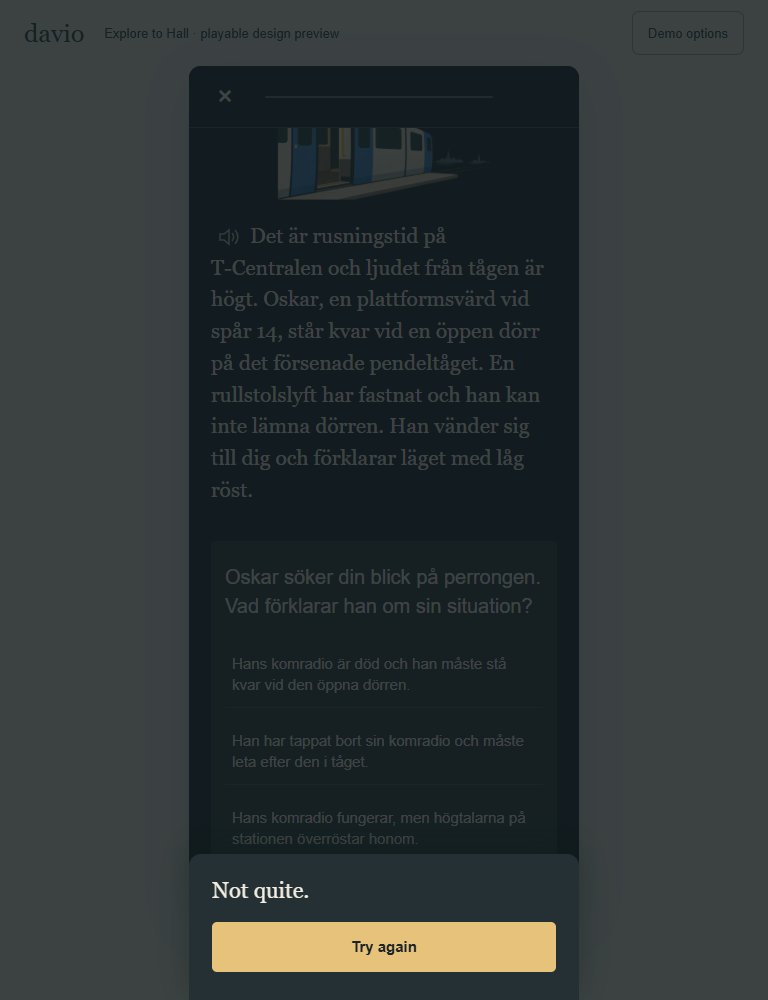 davio
Explore to Hall · playable design preview
Demo options
×
Det är rusningstid på
T-Centralen och ljudet från tågen är
högt. Oskar, en plattformsvärd vid
spår 14, står kvar vid en öppen dörr
på det försenade pendeltåget. En
rullstolslyft har fastnat och han kan
inte lämna dörren. Han vänder sig
till dig och förklarar läget med låg
röst.
Oskar söker din blick på perrongen.
Vad förklarar han om sin situation?
Hans komradio är död och han måste stå
kvar vid den öppna dörren.
Han har tappat bort sin komradio och måste
leta efter den i tåget.
Hans komradio fungerar, men högtalarna på
stationen överröstar honom.
Not quite.
Try again